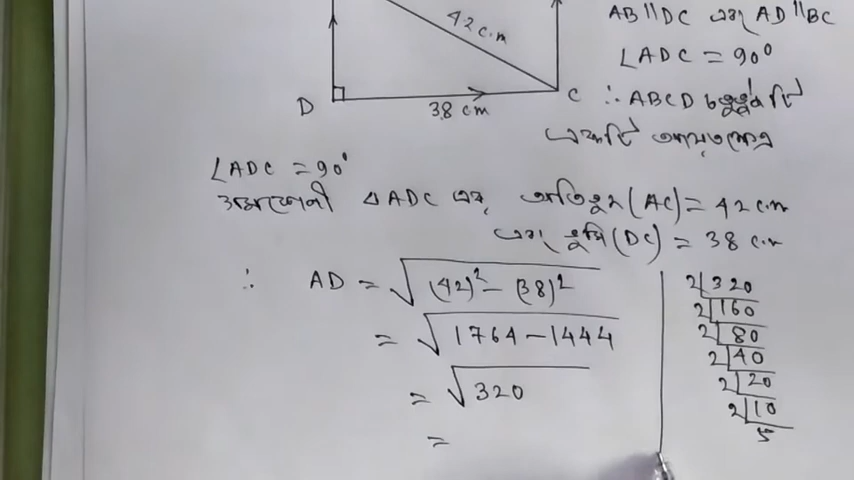 42 c.m
D
38 cm
C
AB || DC এবং AD || BC
∠ADC = 90°
∴ ABCD চতুর্ভুজটি
একটি আয়তক্ষেত্র
∠ADC = 90°
সমকোণী △ADC এর, অতিভুজ (AC) = 42 c.m
এবং ভূমি (DC) = 38 c.m
∴ AD = √(42)² − (38)²
= √1764 − 1444
= √320
=
2 | 320
2 | 160
2 | 80
2 | 40
2 | 20
2 | 10
5